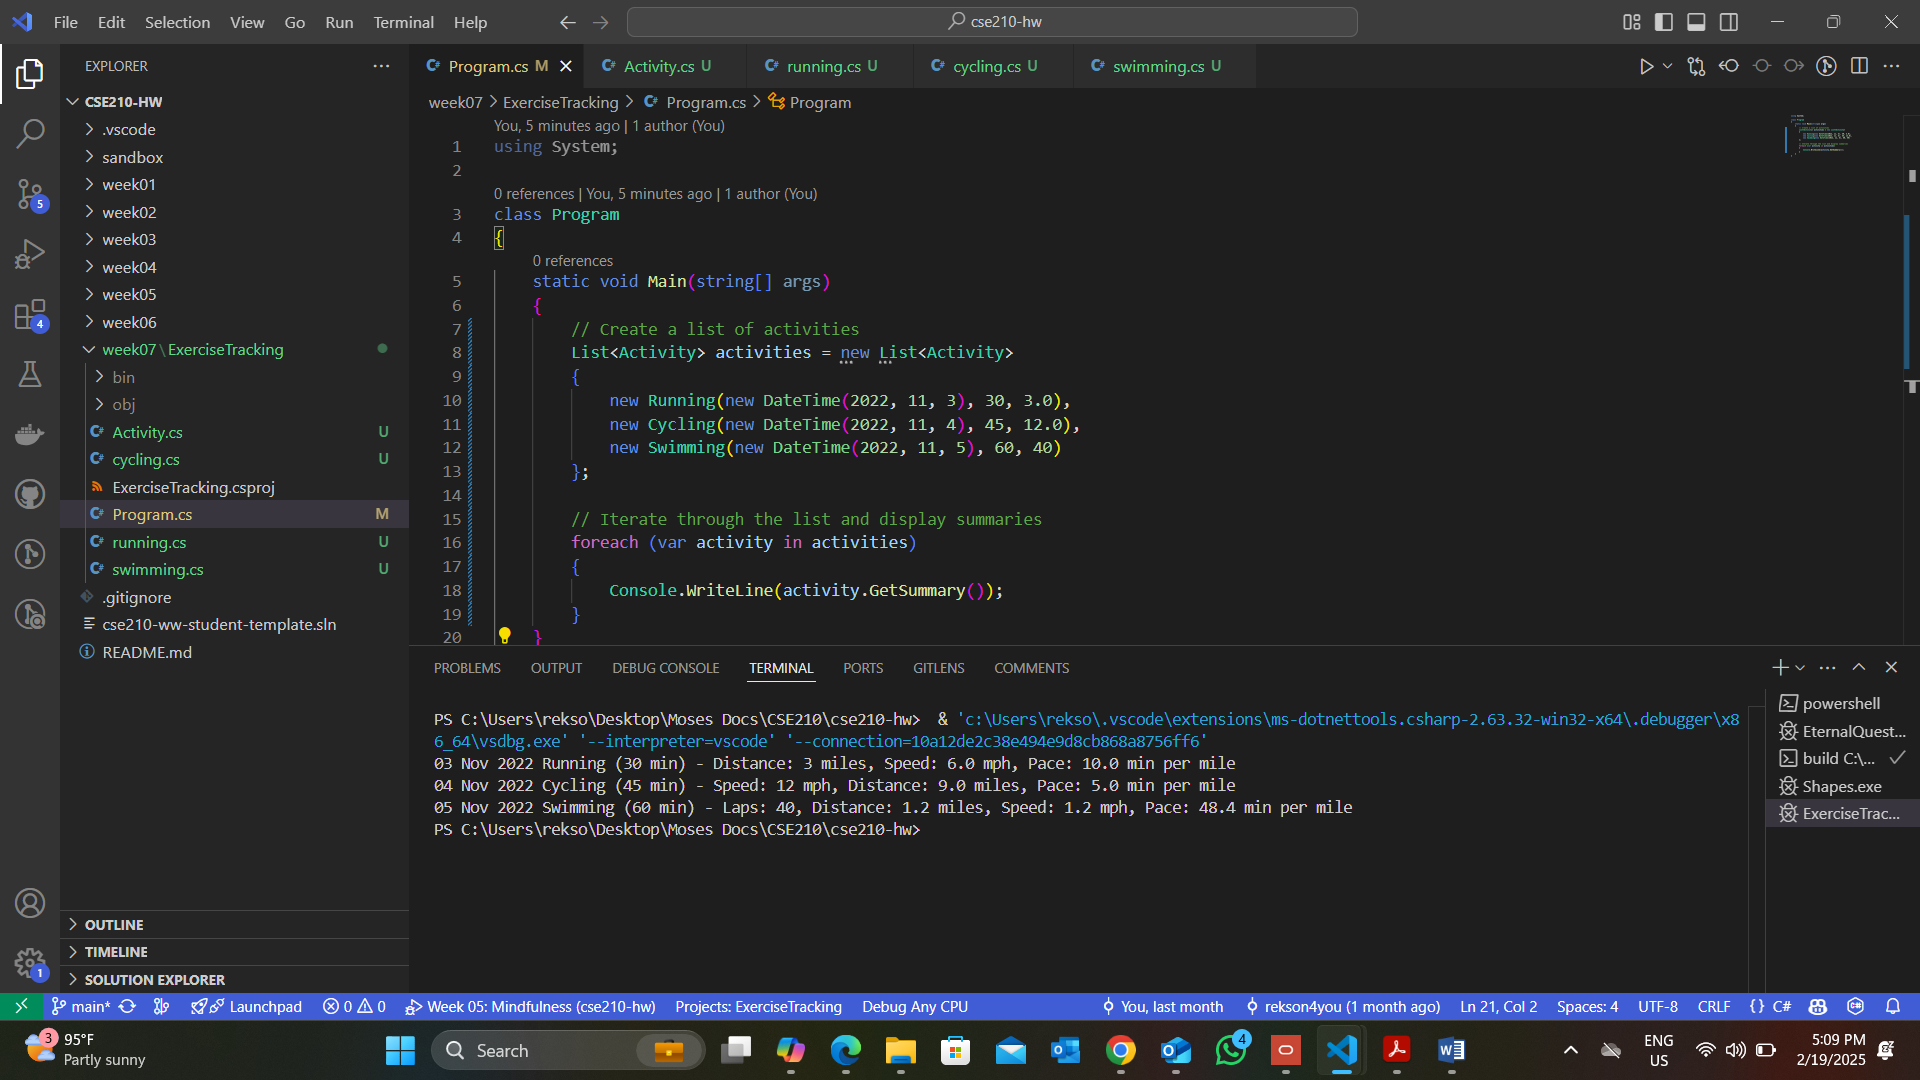 File Edit Selection View Go Run Terminal Help
cse210-hw
EXPLORER
CSE210-HW
.vscode
sandbox
week01
week02
week03
week04
week05
week06
week07\ExerciseTracking
bin
obj
Activity.cs U
cycling.cs U
ExerciseTracking.csproj
Program.cs M
running.cs U
swimming.cs U
.gitignore
cse210-ww-student-template.sln
README.md
OUTLINE
TIMELINE
SOLUTION EXPLORER
5
4
1
Program.cs M Activity.cs U running.cs U cycling.cs U swimming.cs U
week07 > ExerciseTracking > Program.cs > Program
You, 5 minutes ago | 1 author (You)
1 using System;
2
0 references | You, 5 minutes ago | 1 author (You)
3 class Program
4 {
0 references
5 static void Main(string[] args)
6 {
7 // Create a list of activities
8 List<Activity> activities = new List<Activity>
9 {
10 new Running(new DateTime(2022, 11, 3), 30, 3.0),
11 new Cycling(new DateTime(2022, 11, 4), 45, 12.0),
12 new Swimming(new DateTime(2022, 11, 5), 60, 40)
13 };
14
15 // Iterate through the list and display summaries
16 foreach (var activity in activities)
17 {
18 Console.WriteLine(activity.GetSummary());
19 }
20 }
PROBLEMS OUTPUT DEBUG CONSOLE TERMINAL PORTS GITLENS COMMENTS
PS C:\Users\rekso\Desktop\Moses Docs\CSE210\cse210-hw> & 'c:\Users\rekso\.vscode\extensions\ms-dotnettools.csharp-2.63.32-win32-x64\.debugger\x8
6_64\vsdbg.exe' '--interpreter=vscode' '--connection=10a12de2c38e494e9d8cb868a8756ff6'
03 Nov 2022 Running (30 min) - Distance: 3 miles, Speed: 6.0 mph, Pace: 10.0 min per mile
04 Nov 2022 Cycling (45 min) - Speed: 12 mph, Distance: 9.0 miles, Pace: 5.0 min per mile
05 Nov 2022 Swimming (60 min) - Laps: 40, Distance: 1.2 miles, Speed: 1.2 mph, Pace: 48.4 min per mile
PS C:\Users\rekso\Desktop\Moses Docs\CSE210\cse210-hw>
powershell
EternalQuest...
build C:\...
Shapes.exe
ExerciseTrac...
main* Launchpad 0 0 Week 05: Mindfulness (cse210-hw) Projects: ExerciseTracking Debug Any CPU You, last month rekson4you (1 month ago) Ln 21, Col 2 Spaces: 4 UTF-8 CRLF {} C#
3
95°F
Partly sunny
Search
4
ENG
US
5:09 PM
2/19/2025